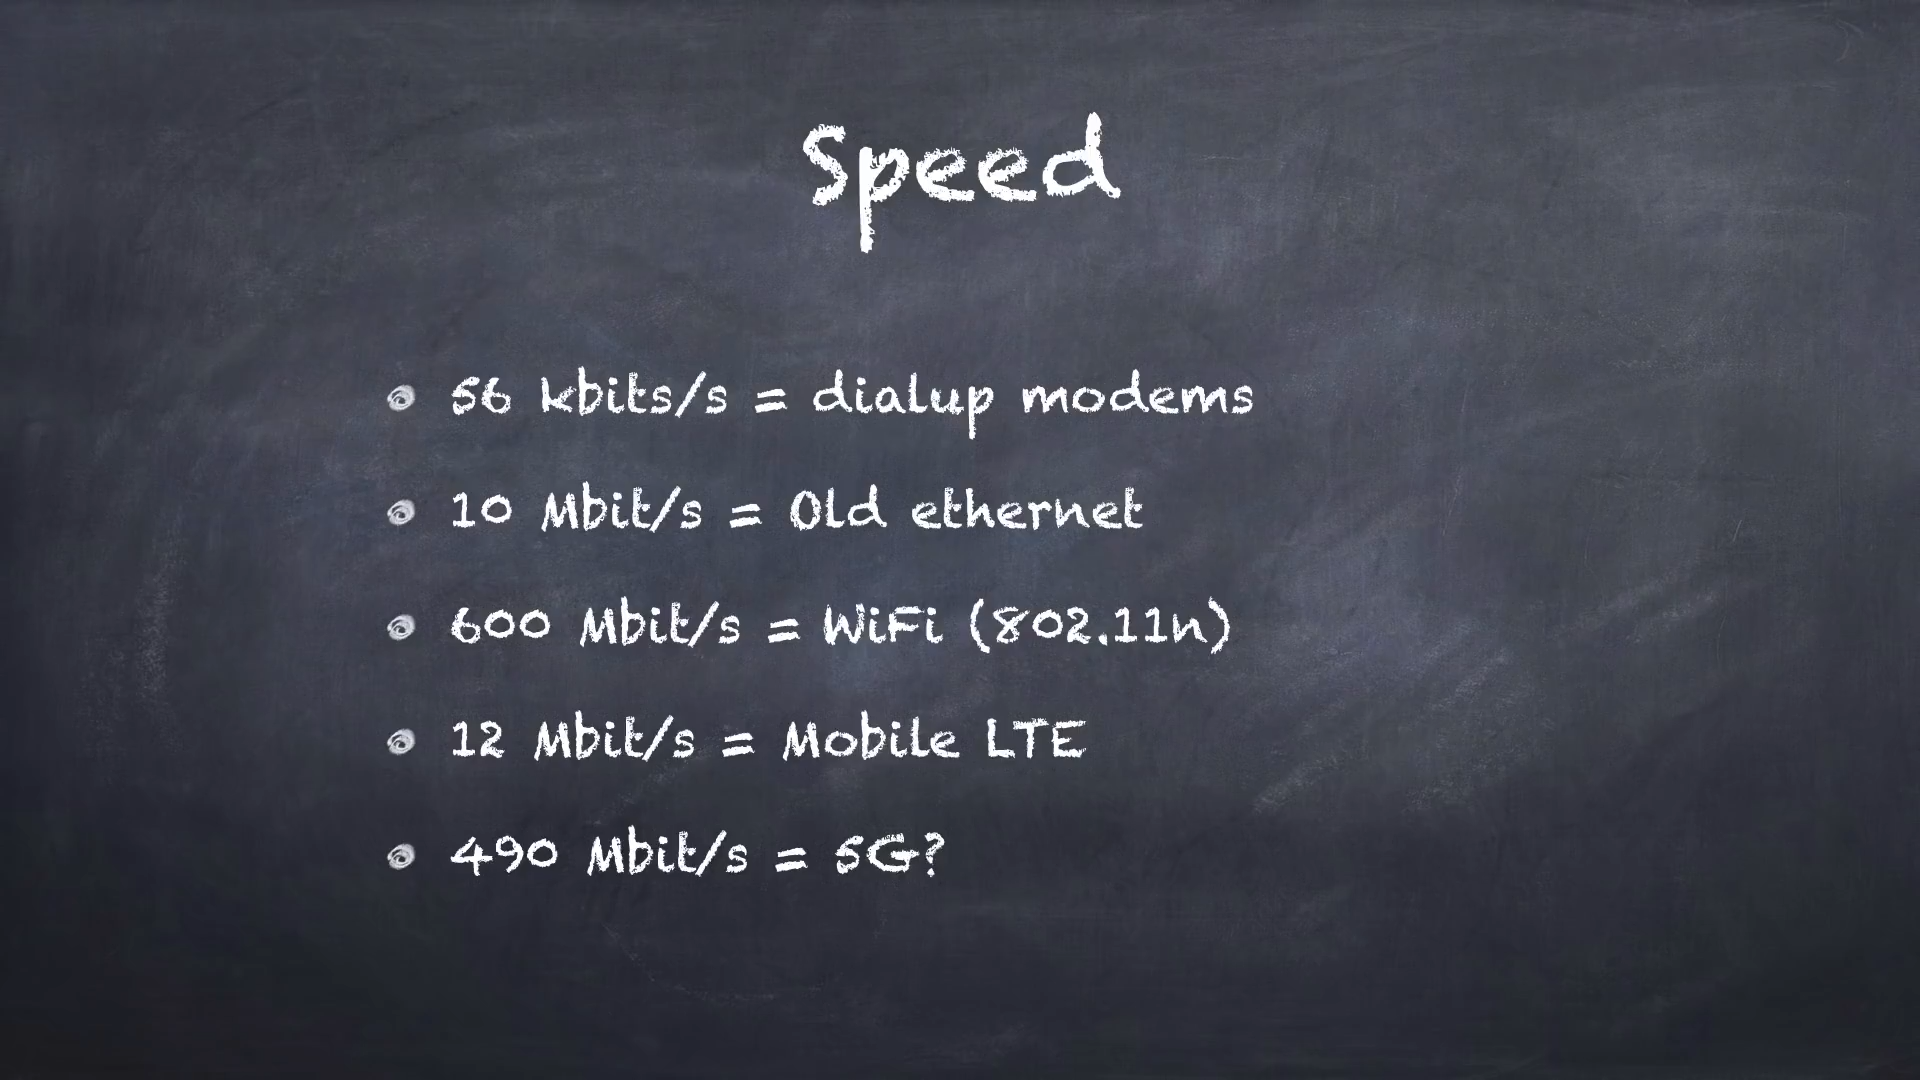 Speed
56 kbits/s = dialup modems
10 Mbit/s = Old ethernet
600 Mbit/s = WiFi (802.11n)
12 Mbit/s = Mobile LTE
490 Mbit/s = 5G?